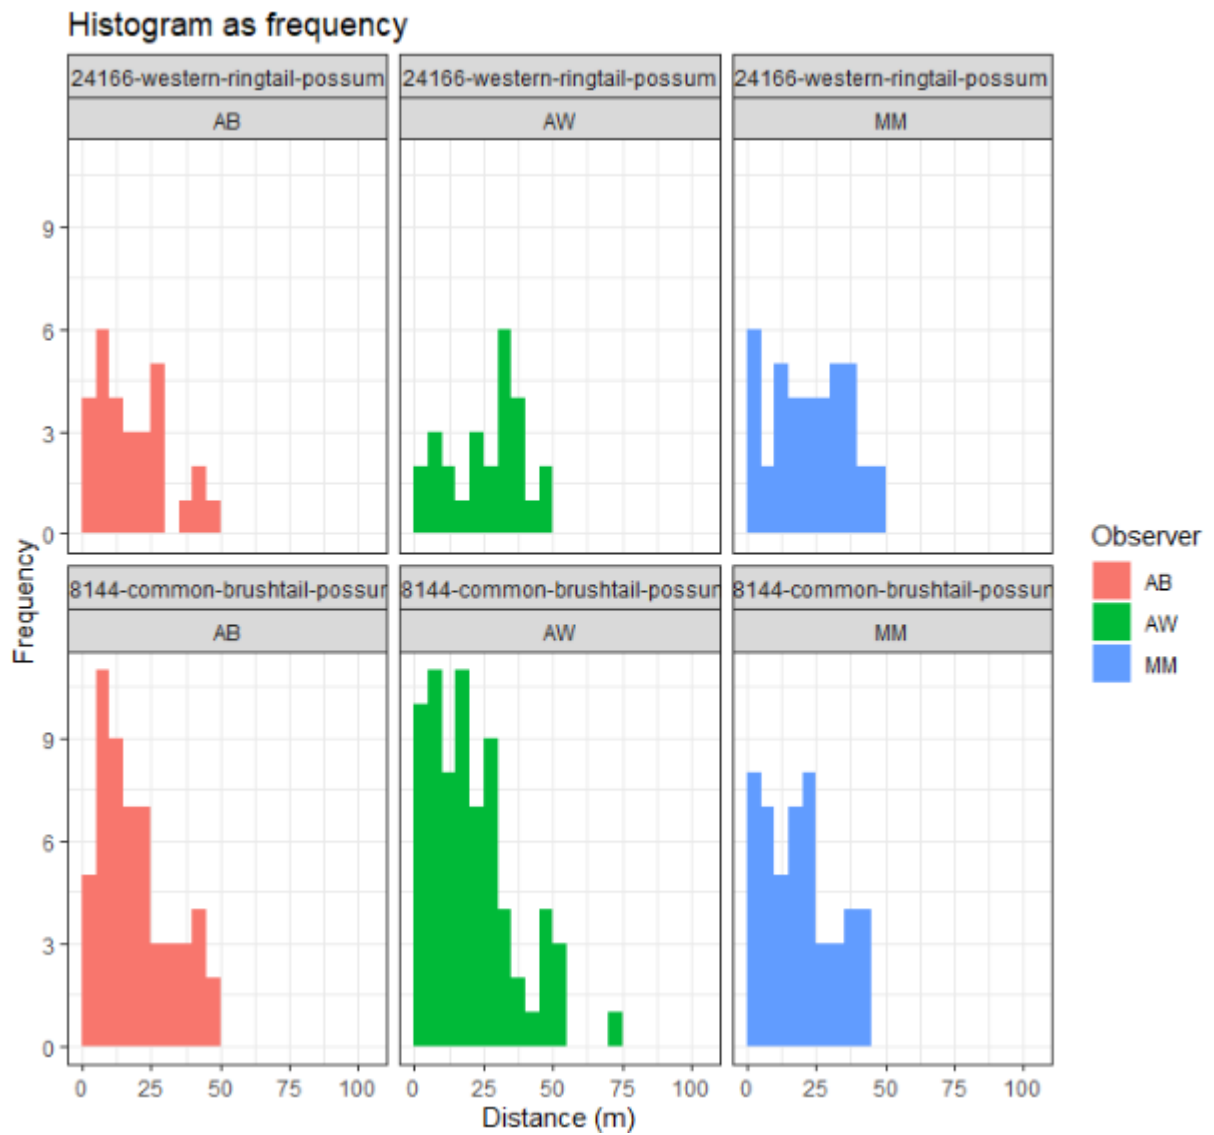 Histogram as frequency
24166-western-ringtail-possum 24166-western-ringtail-possum 24166-western-ringtail-possum
AB AW MM
9
6
3
0
8144-common-brushtail-possur 8144-common-brushtail-possur 8144-common-brushtail-possur
AB AW MM
9
6
3
0
Frequency
0 25 50 75 100 0 25 50 75 100 0 25 50 75 100
Distance (m)
Observer
AB
AW
MM